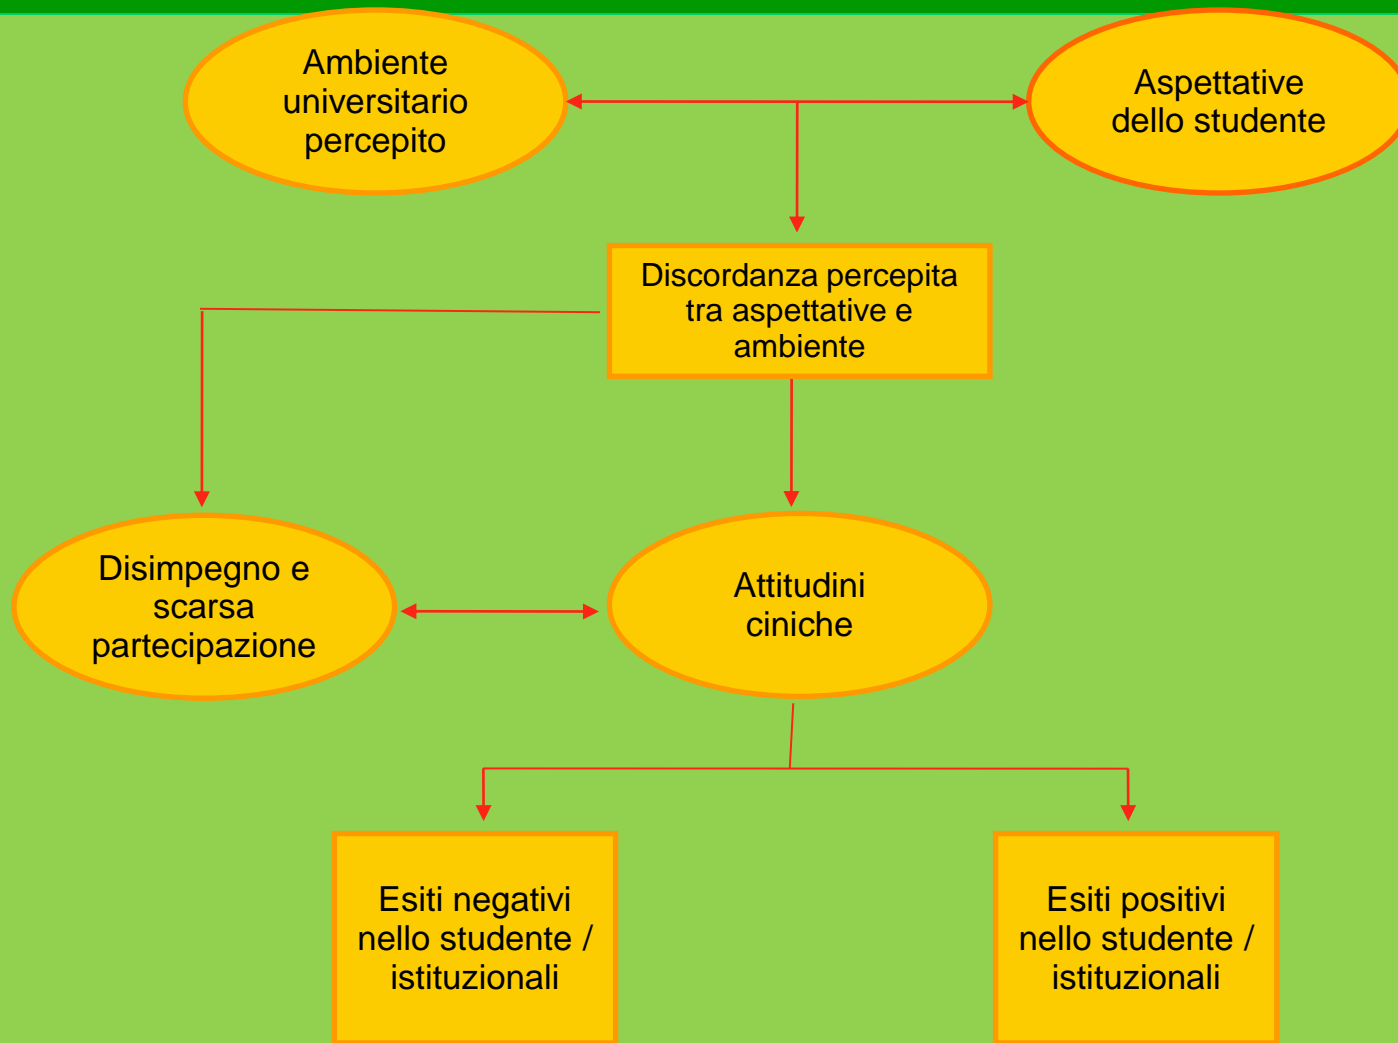 Ambiente
universitario
percepito
Aspettative
dello studente
Discordanza percepita
tra aspettative e
ambiente
Disimpegno e
scarsa
partecipazione
Attitudini
ciniche
Esiti negativi
nello studente /
istituzionali
Esiti positivi
nello studente /
istituzionali